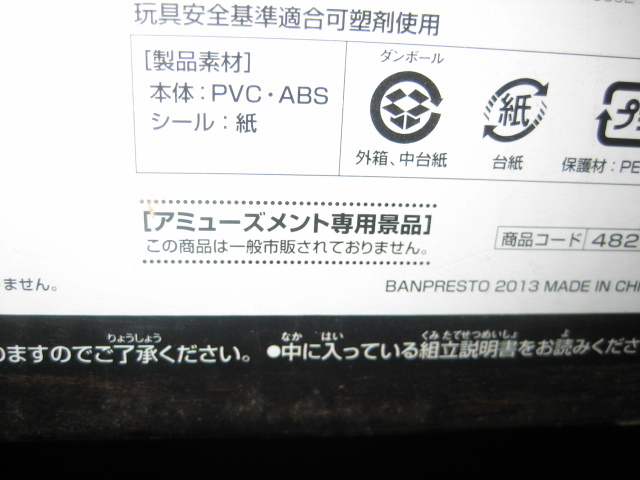 玩具安全基準適合可塑剤使用
[製品素材]
本体：PVC・ABS
シール：紙
ダンボール
外箱、中台紙
紙
台紙
プラ
保護材：PE
[アミューズメント専用景品]
この商品は一般市販されておりません。
商品コード 482
ません。
BANPRESTO 2013 MADE IN CHI
りょうしょう
なか はい
くみたてせつめいしょ
よ
ますのでご了承ください。 ●中に入っている組立説明書をお読みくださ